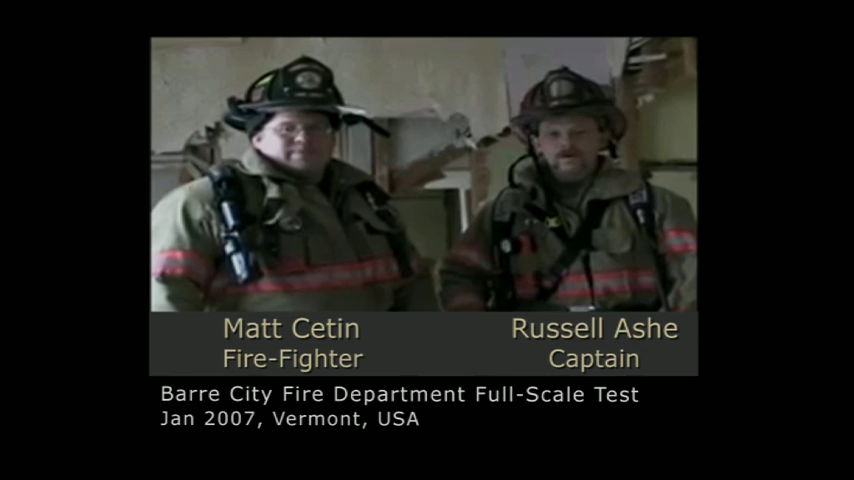 Matt Cetin Russell Ashe
Fire-Fighter Captain
Barre City Fire Department Full-Scale Test
Jan 2007, Vermont, USA